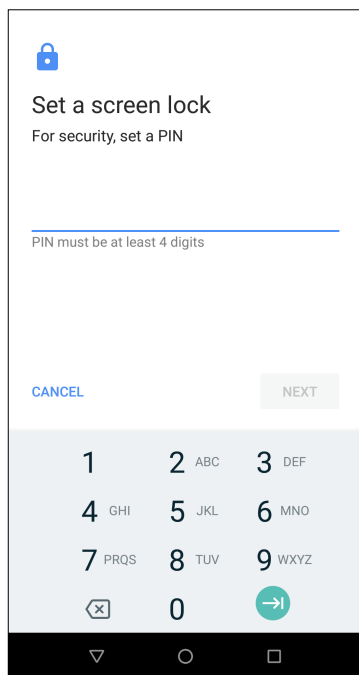 Set a screen lock
For security, set a PIN
PIN must be at least 4 digits
CANCEL NEXT
1 2 ABC 3 DEF
4 GHI 5 JKL 6 MNO
7 PRQS 8 TUV 9 WXYZ
0